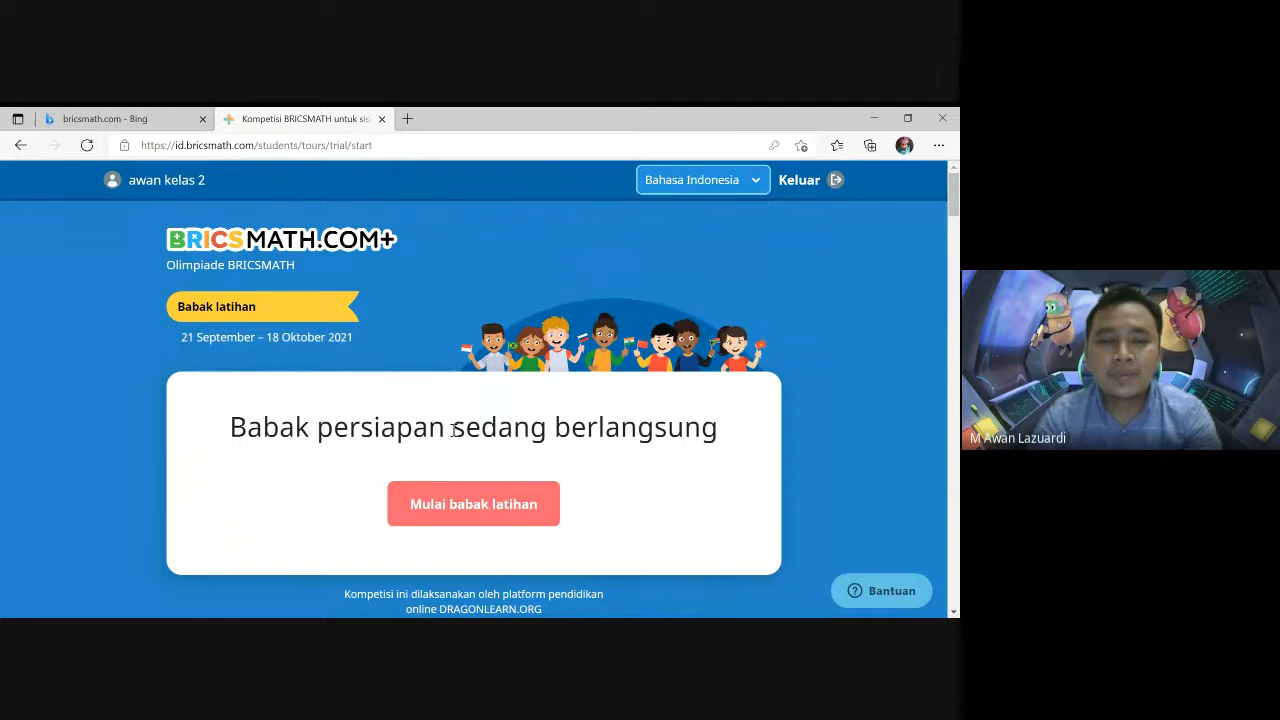 bricsmath.com - Bing
Kompetisi BRICSMATH untuk sis
https://id.bricsmath.com/students/tours/trial/start
awan kelas 2
Bahasa Indonesia
Keluar
BRICSMATH.COM+
Olimpiade BRICSMATH
Babak latihan
21 September – 18 Oktober 2021
Babak persiapan sedang berlangsung
Mulai babak latihan
Kompetisi ini dilaksanakan oleh platform pendidikan
online DRAGONLEARN.ORG
Bantuan
M Awan Lazuardi